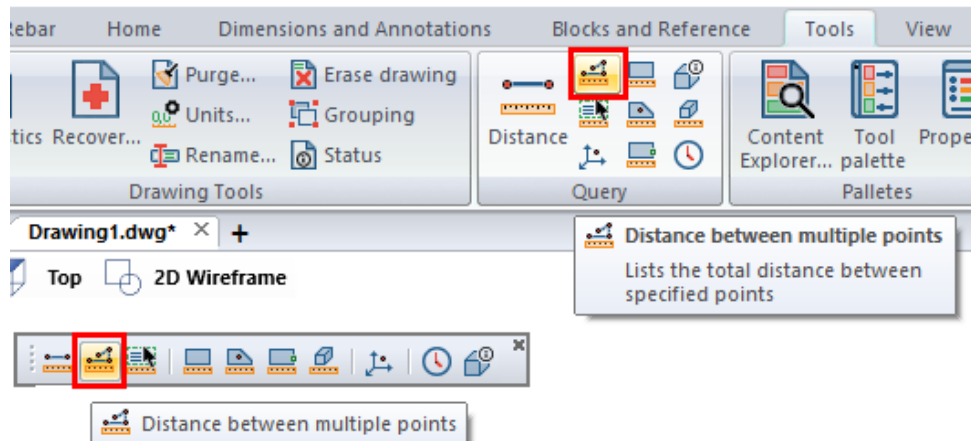 Rebar Home Dimensions and Annotations Blocks and Reference Tools View
Purge... Erase drawing
Units... Grouping
tics Recover... Distance Content Tool Prope
Rename... Status Explorer... palette
Drawing Tools Query Palletes
Drawing1.dwg* × +
Distance between multiple points
Top 2D Wireframe
Lists the total distance between
specified points
Distance between multiple points